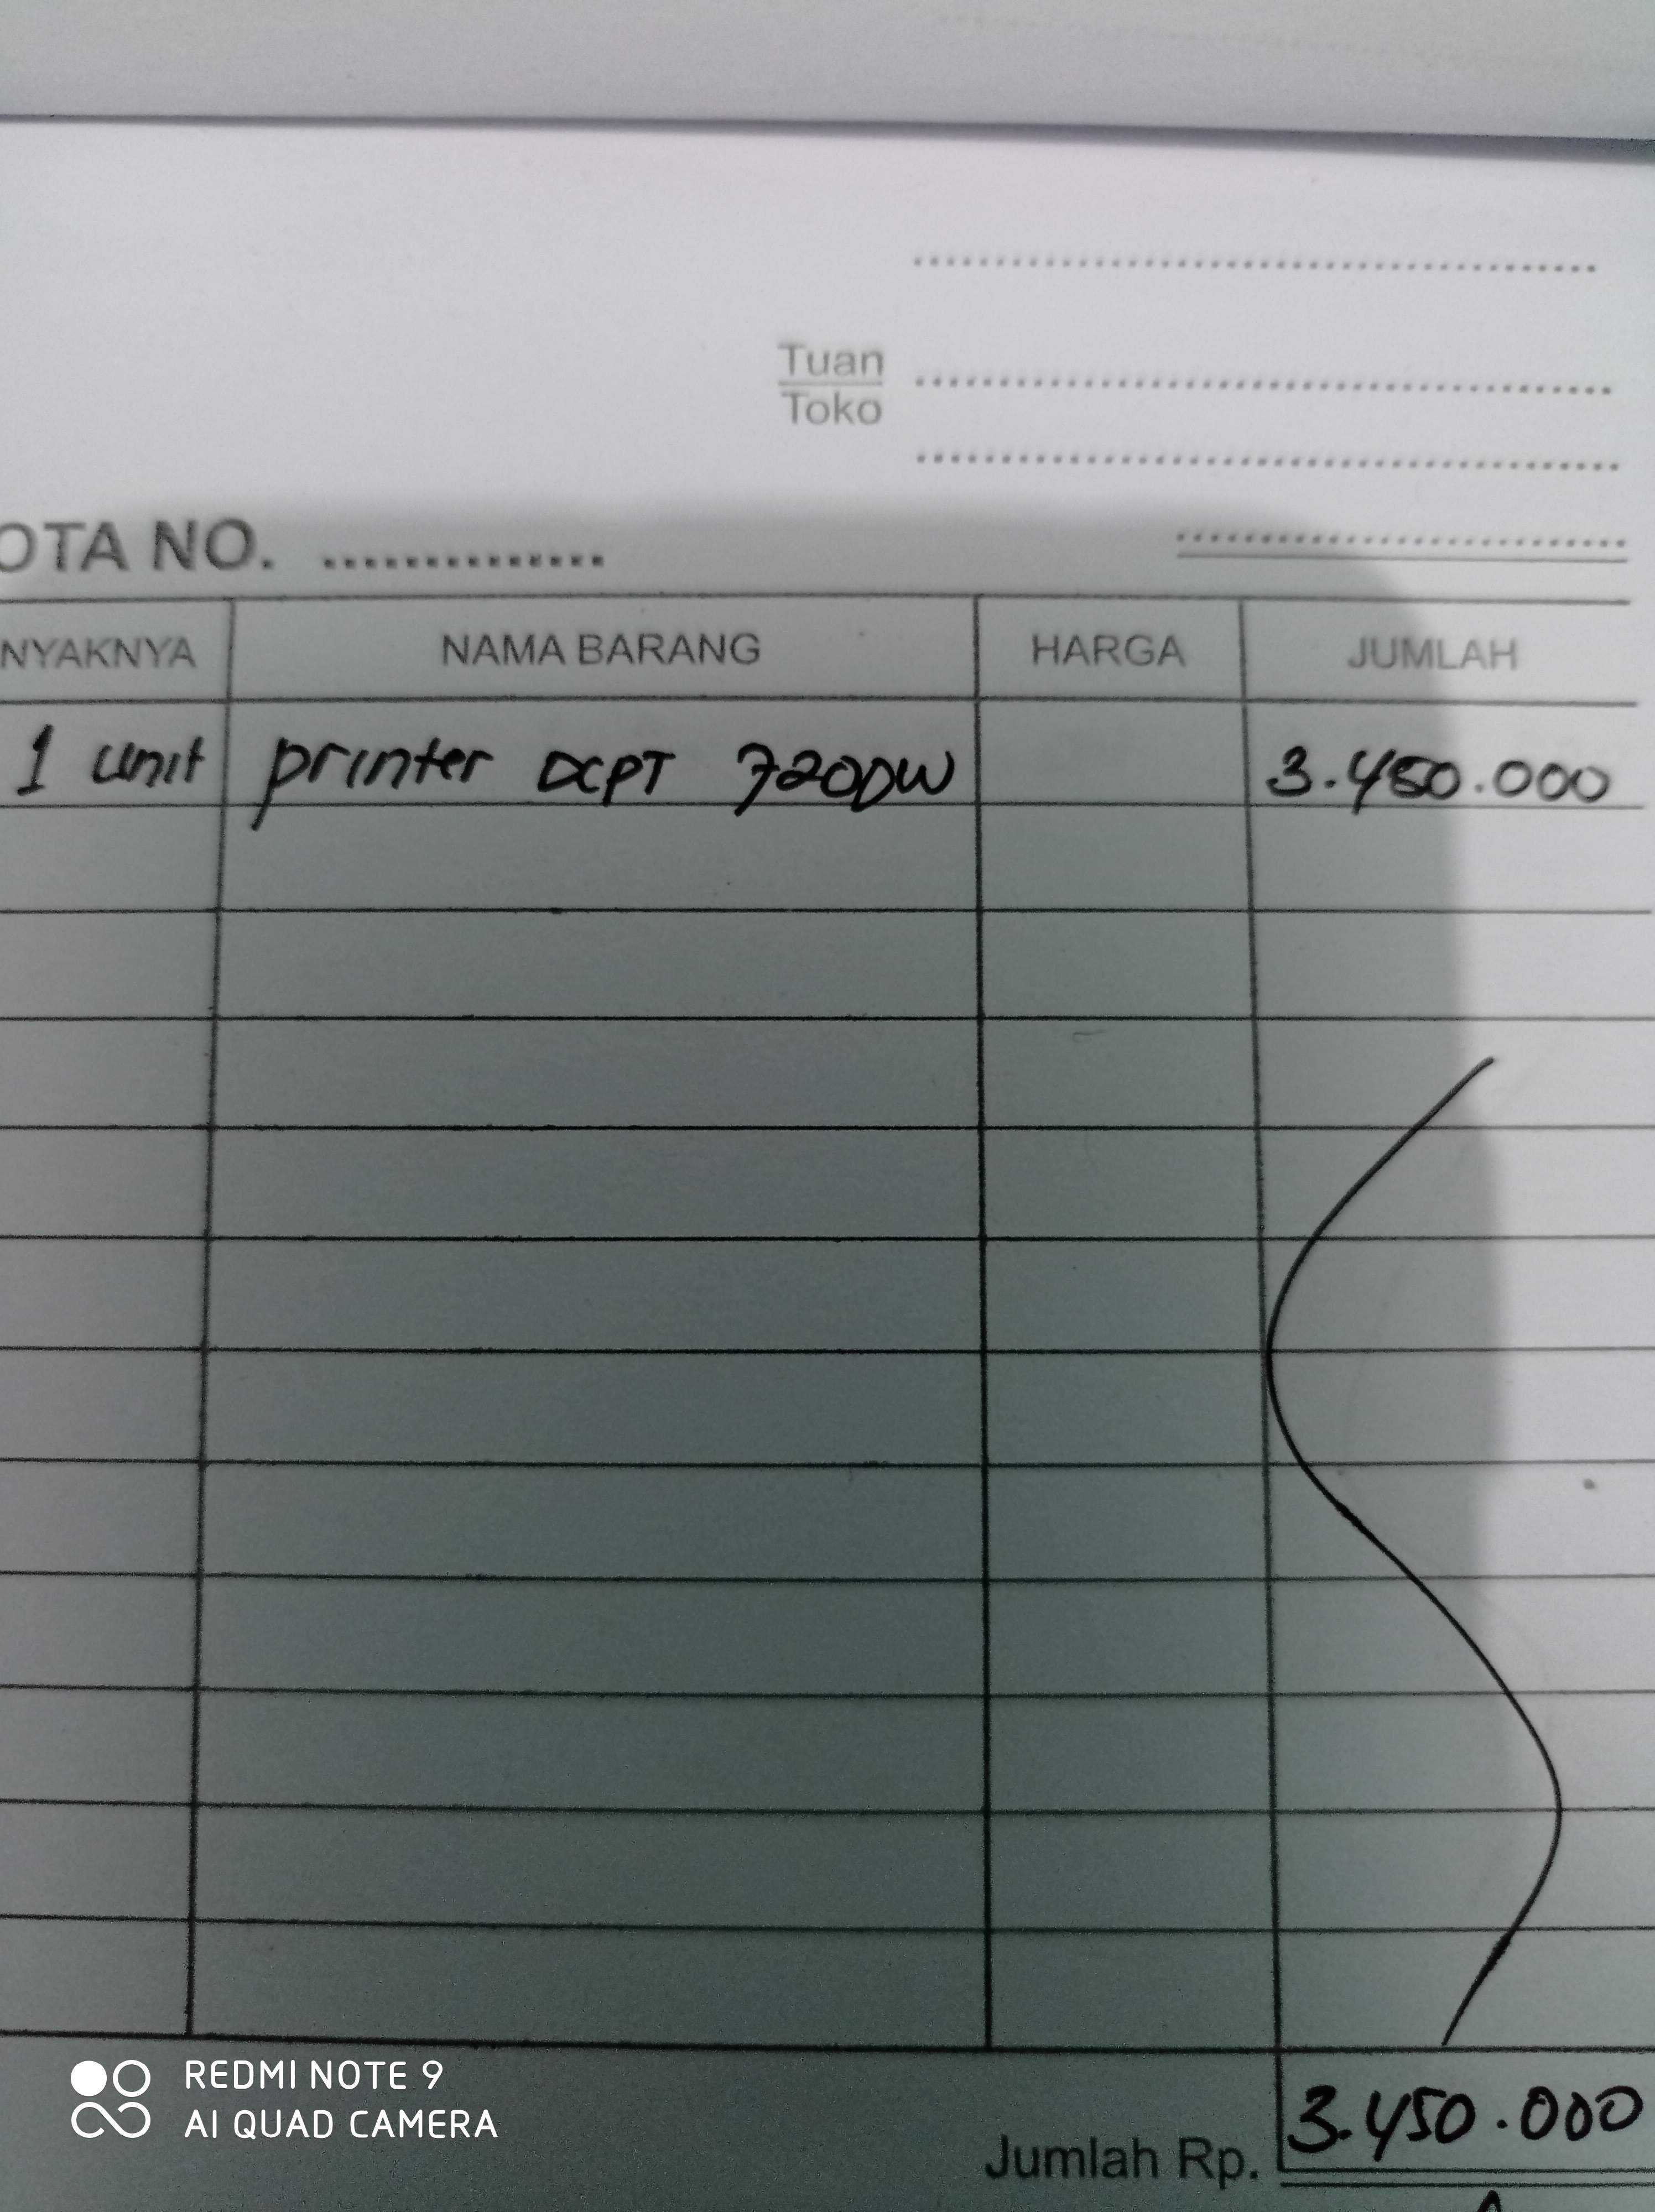 Tuan
Toko
OTA NO. ..............
NYAKNYA NAMA BARANG HARGA JUMLAH
1 unit printer DCPT 720DW 3.450.000
Jumlah Rp. 3.450.000
REDMI NOTE 9
AI QUAD CAMERA